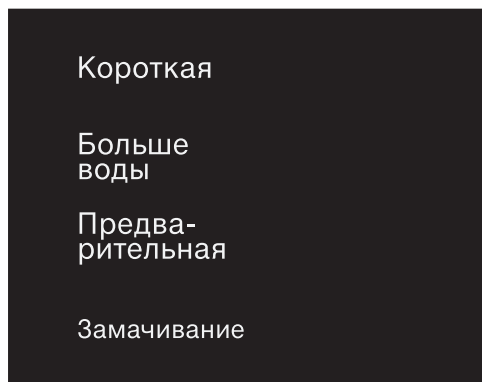 Короткая
Больше
воды
Предва-
рительная
Замачивание